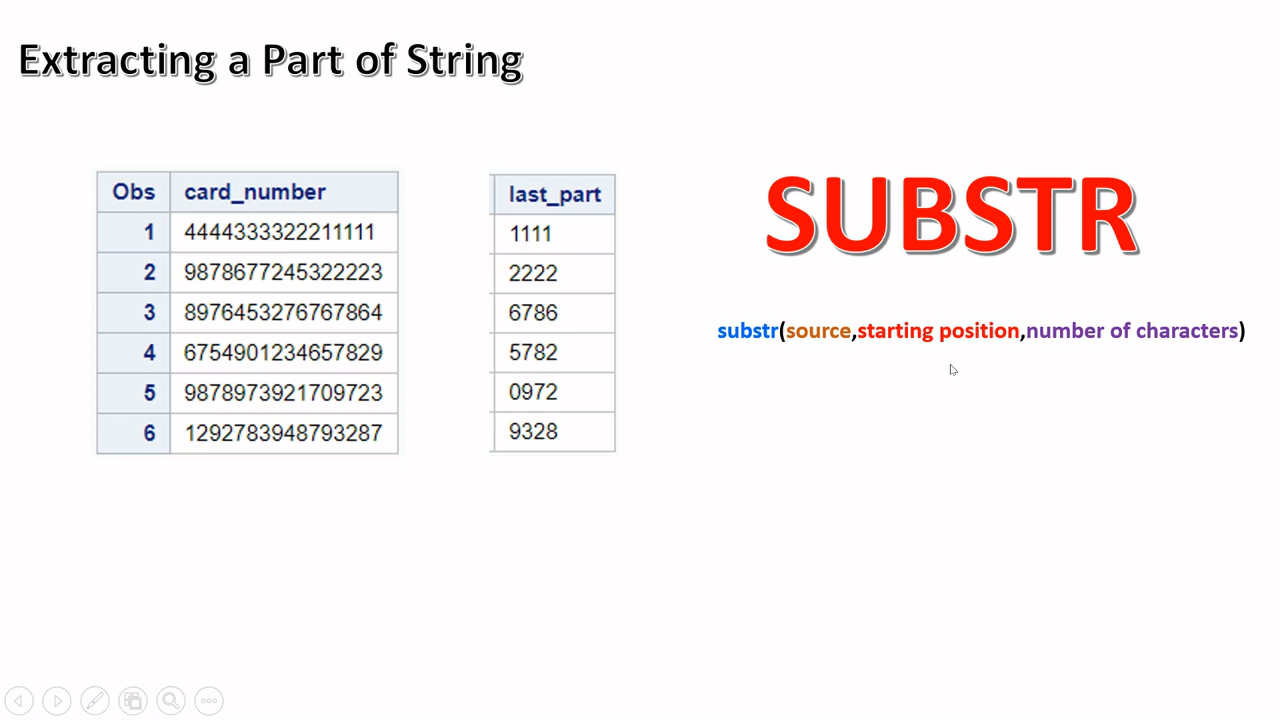 Extracting a Part of String
Obs card_number
1 4444333322211111
2 9878677245322223
3 8976453276767864
4 6754901234657829
5 9878973921709723
6 1292783948793287
last_part
1111
2222
6786
5782
0972
9328
SUBSTR
substr(source,starting position,number of characters)